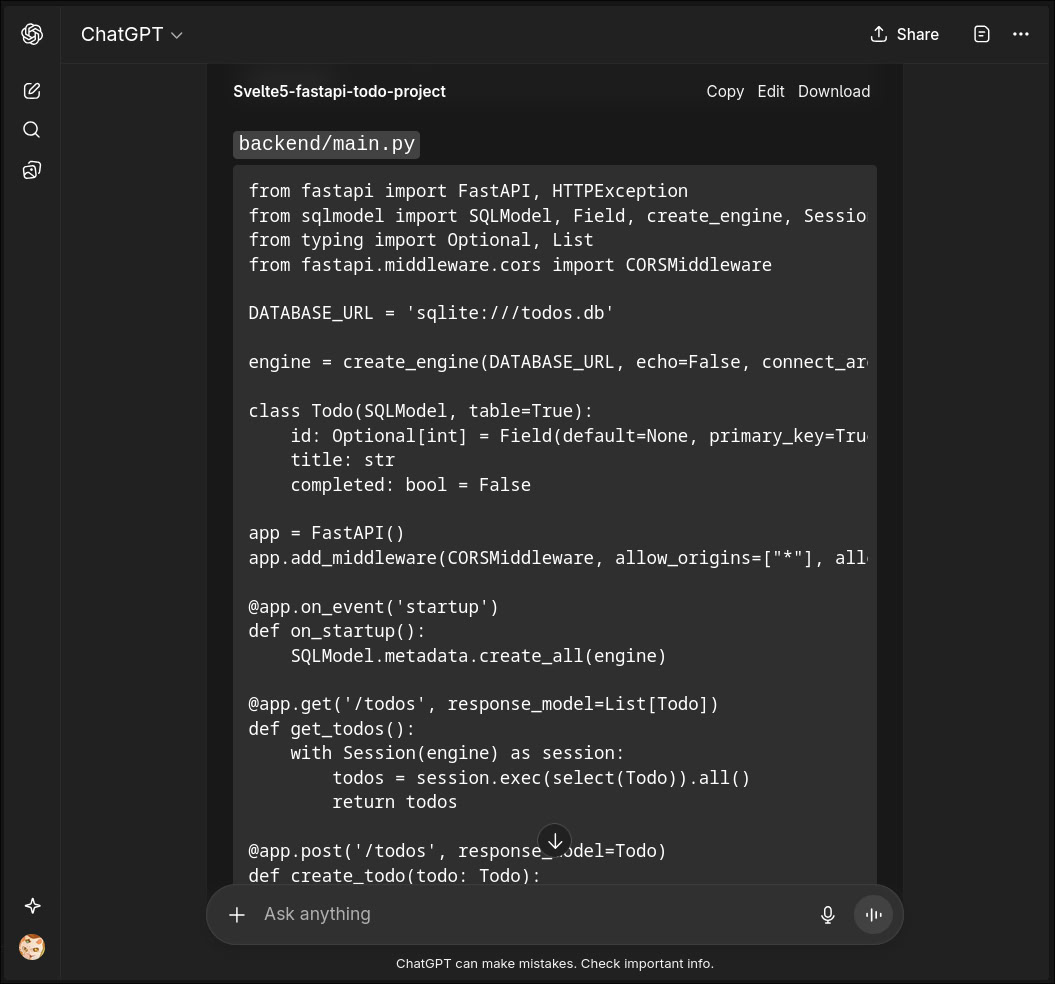 ChatGPT
Share
Svelte5-fastapi-todo-project
Copy Edit Download
backend/main.py
from fastapi import FastAPI, HTTPException
from sqlmodel import SQLModel, Field, create_engine, Sessio
from typing import Optional, List
from fastapi.middleware.cors import CORSMiddleware
DATABASE_URL = 'sqlite:///todos.db'
engine = create_engine(DATABASE_URL, echo=False, connect_ar
class Todo(SQLModel, table=True):
    id: Optional[int] = Field(default=None, primary_key=Tru
    title: str
    completed: bool = False
app = FastAPI()
app.add_middleware(CORSMiddleware, allow_origins=["*"], all
@app.on_event('startup')
def on_startup():
    SQLModel.metadata.create_all(engine)
@app.get('/todos', response_model=List[Todo])
def get_todos():
    with Session(engine) as session:
        todos = session.exec(select(Todo)).all()
        return todos
@app.post('/todos', response_model=Todo)
def create_todo(todo: Todo):
Ask anything
ChatGPT can make mistakes. Check important info.